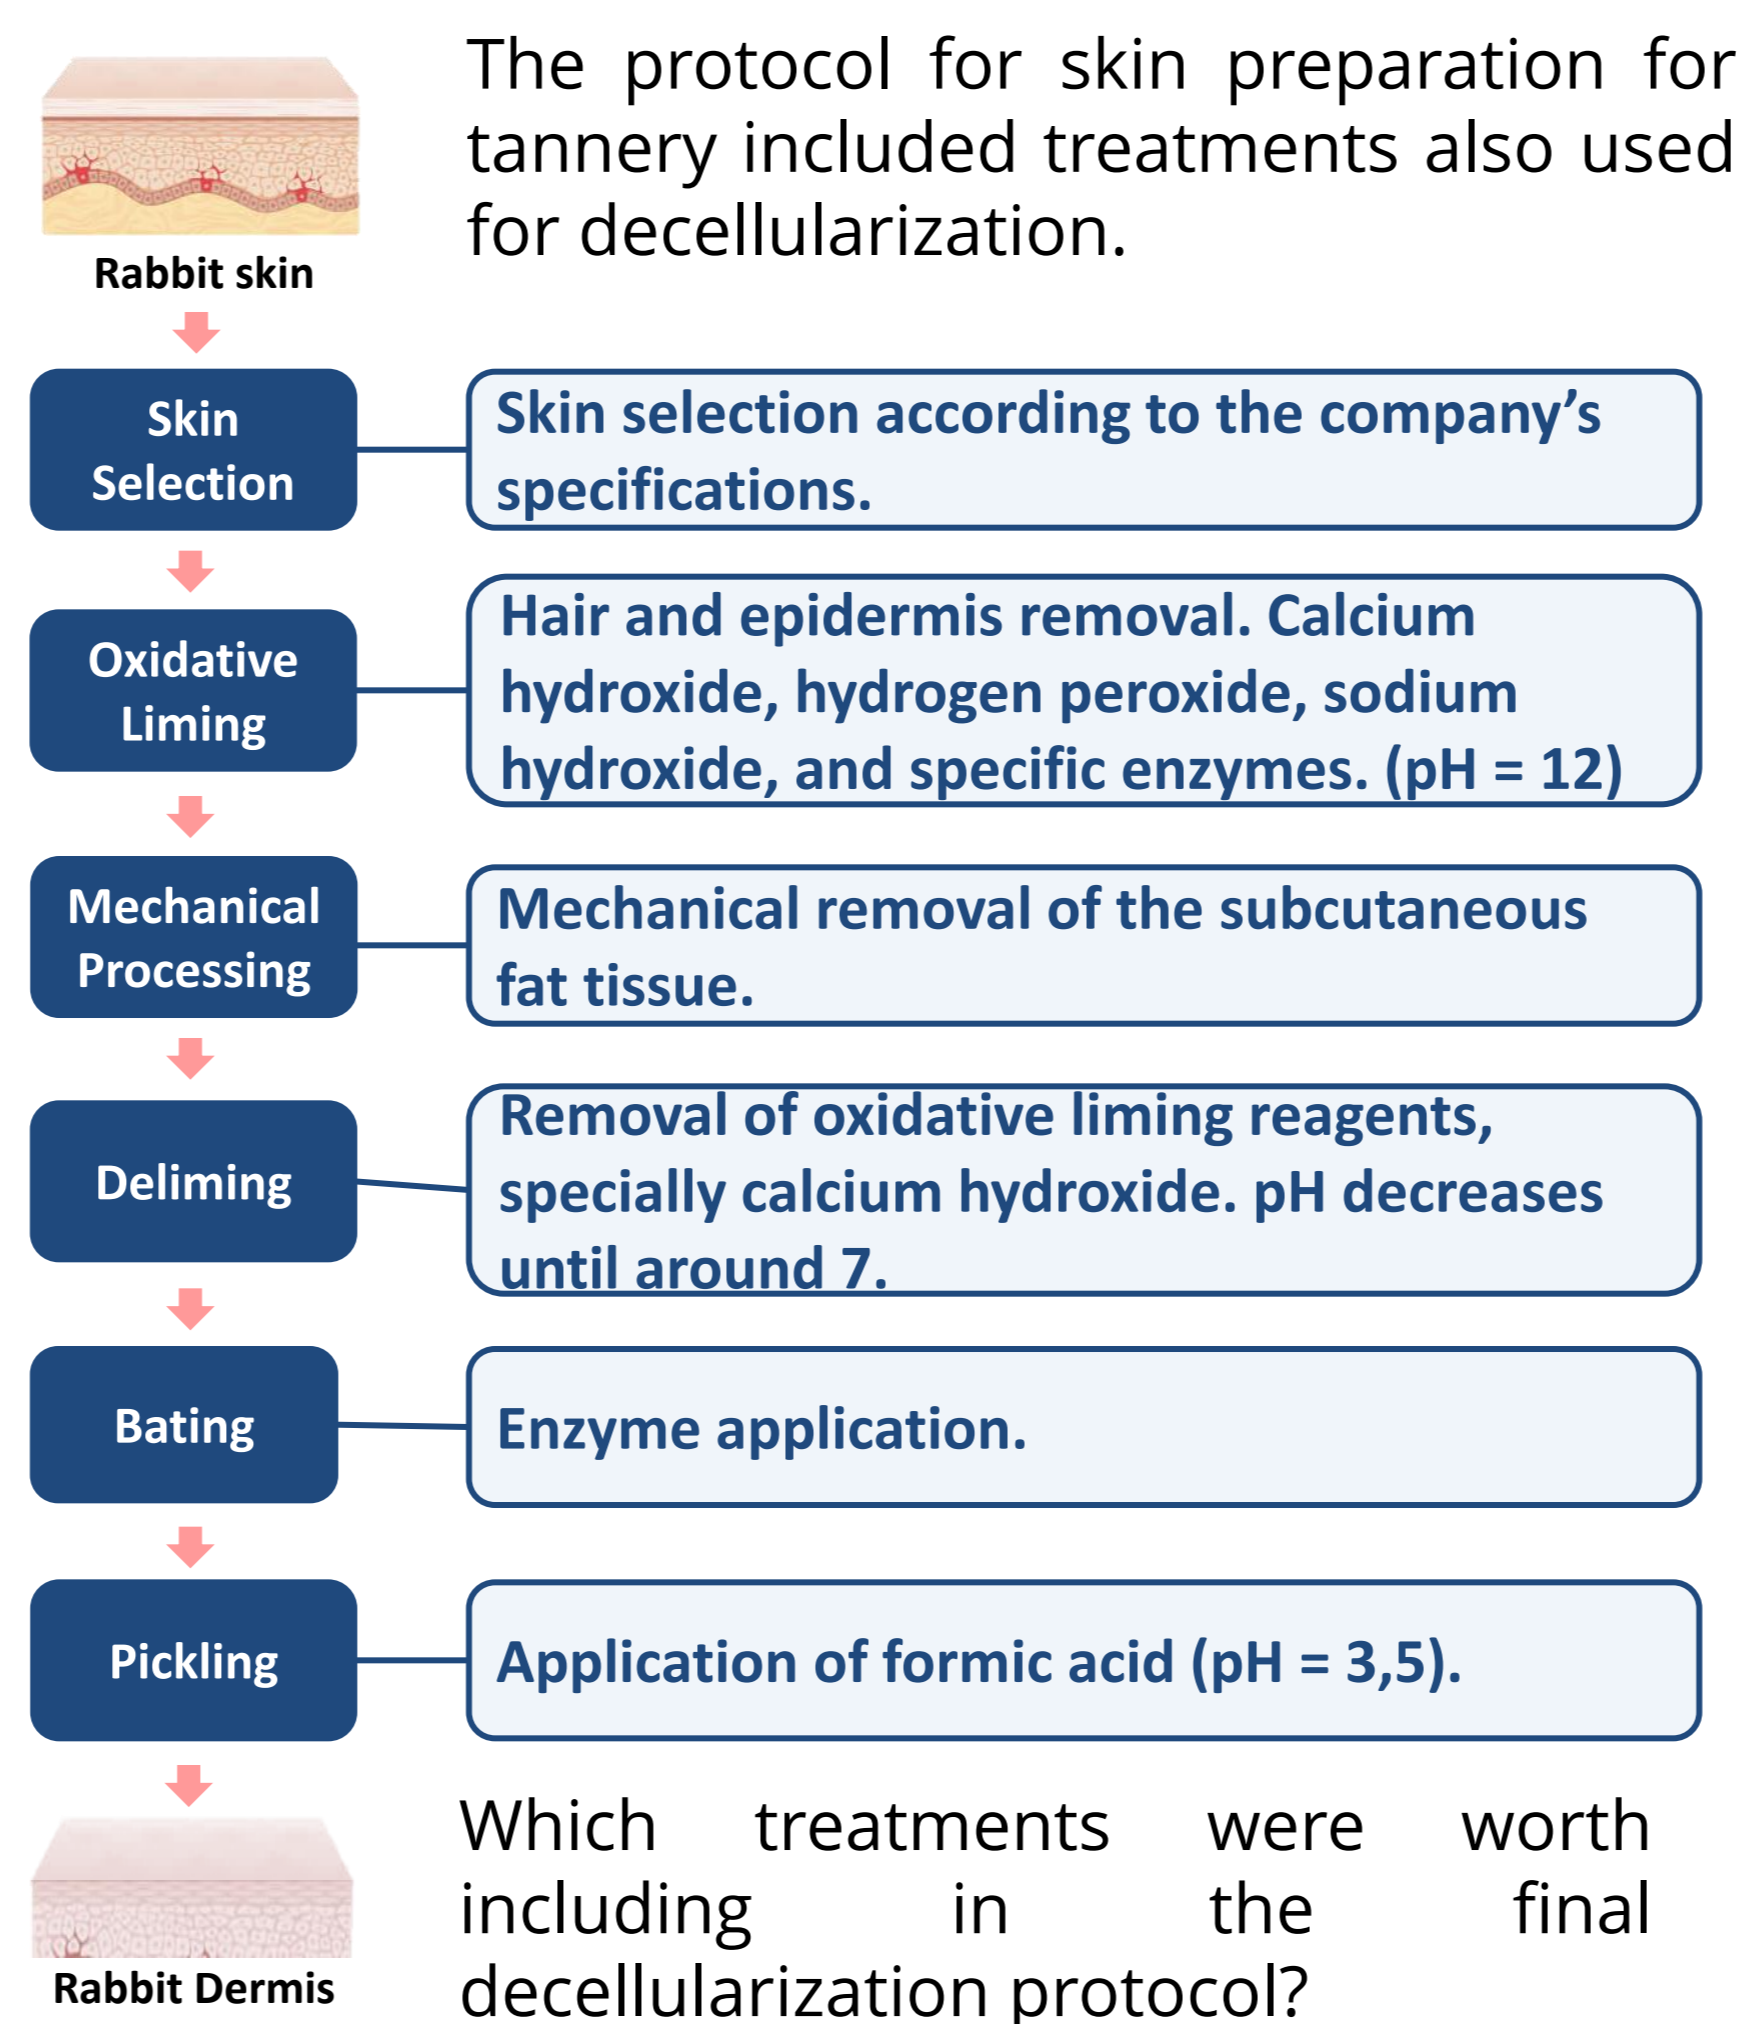 The protocol for skin preparation for
tannery included treatments also used
for decellularization.
Rabbit skin
Skin
Selection
Skin selection according to the company’s
specifications.
Oxidative
Liming
Hair and epidermis removal. Calcium
hydroxide, hydrogen peroxide, sodium
hydroxide, and specific enzymes. (pH = 12)
Mechanical
Processing
Mechanical removal of the subcutaneous
fat tissue.
Deliming
Removal of oxidative liming reagents,
specially calcium hydroxide. pH decreases
until around 7.
Bating
Enzyme application.
Pickling
Application of formic acid (pH = 3,5).
Rabbit Dermis
Which treatments were worth
including in the final
decellularization protocol?